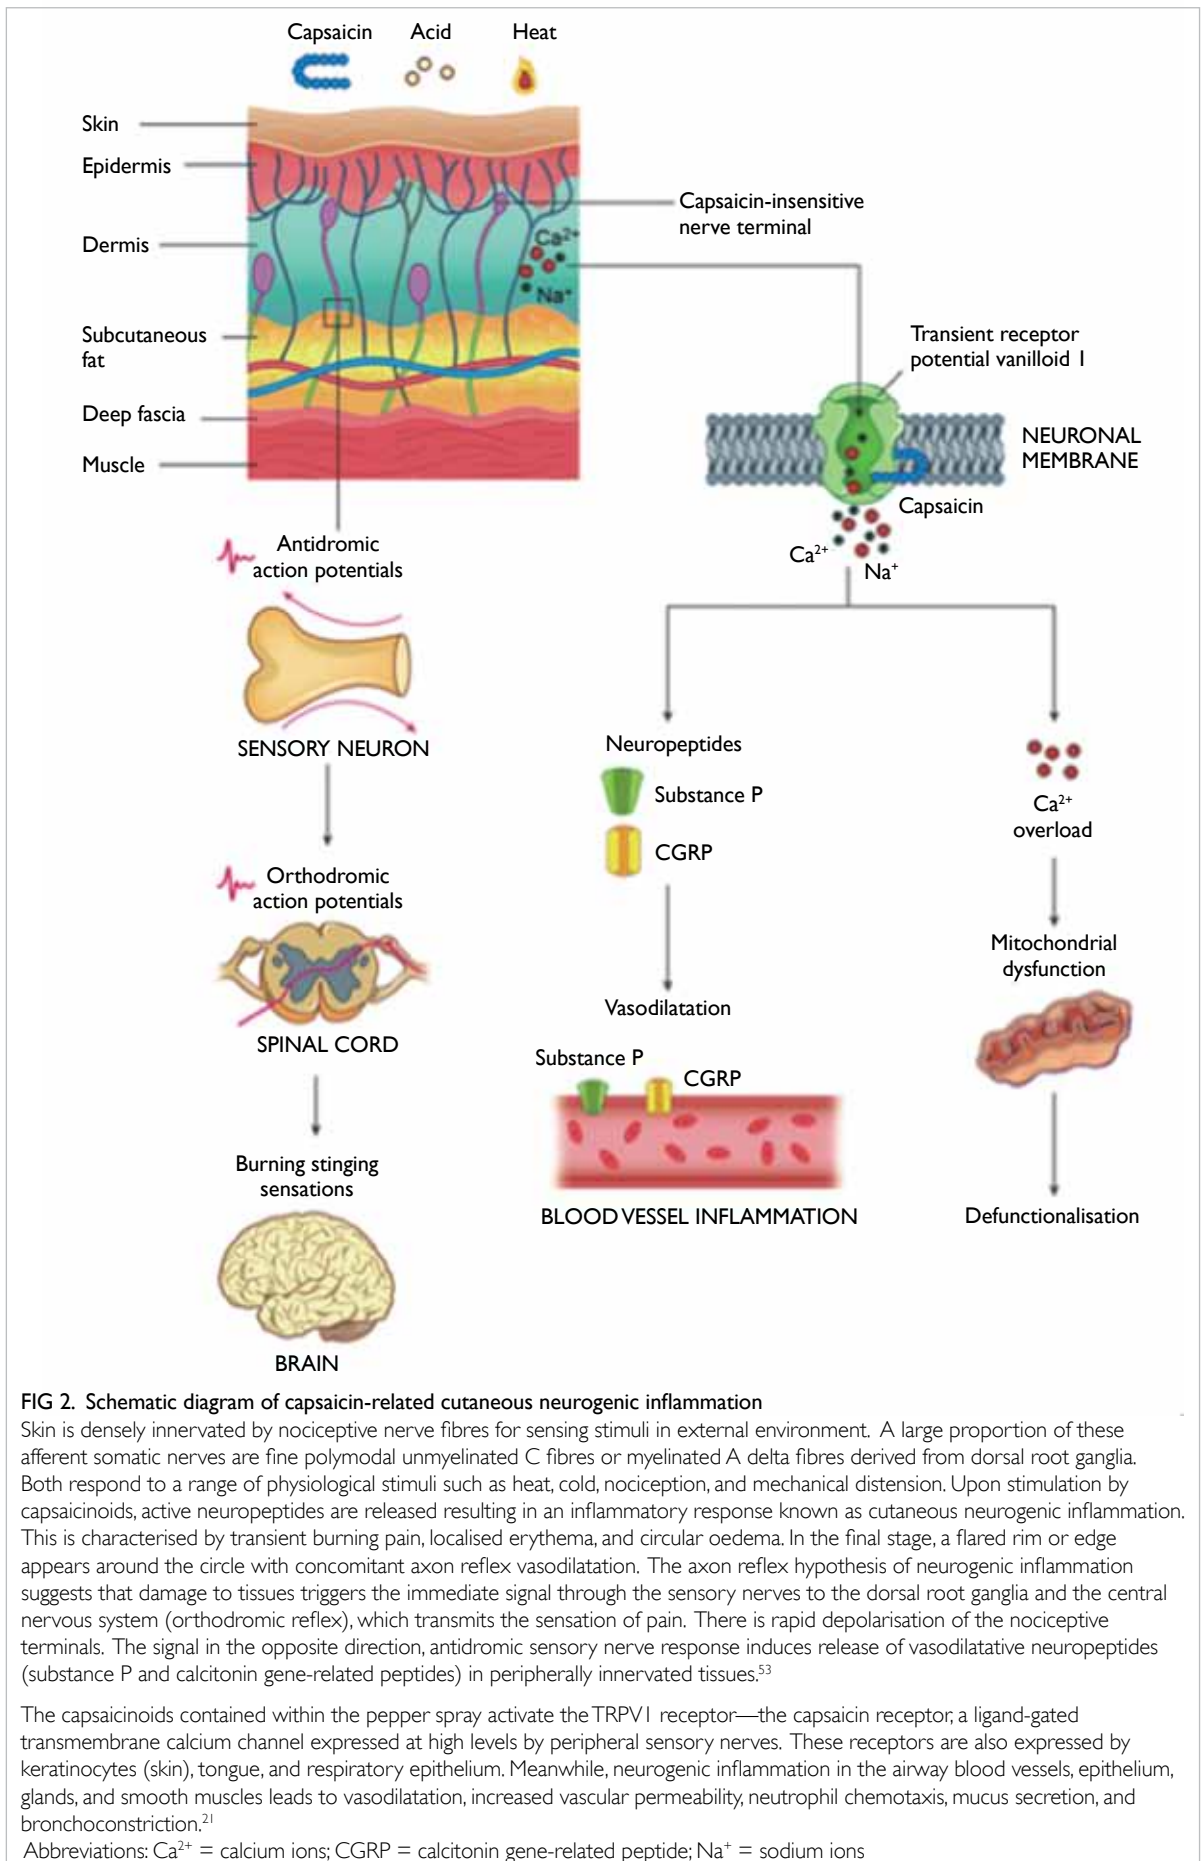 Capsaicin
Acid
Heat
Skin
Epidermis
Dermis
Subcutaneous
fat
Deep fascia
Muscle
Capsaicin-insensitive
nerve terminal
Ca²⁺
Na⁺
Transient receptor
potential vanilloid 1
NEURONAL
MEMBRANE
Capsaicin
Ca²⁺
Na⁺
Antidromic
action potentials
SENSORY NEURON
Orthodromic
action potentials
SPINAL CORD
Burning stinging
sensations
BRAIN
Neuropeptides
Substance P
CGRP
Vasodilatation
Substance P
CGRP
BLOOD VESSEL INFLAMMATION
Ca²⁺
overload
Mitochondrial
dysfunction
Defunctionalisation
FIG 2. Schematic diagram of capsaicin-related cutaneous neurogenic inflammation
Skin is densely innervated by nociceptive nerve fibres for sensing stimuli in external environment. A large proportion of these
afferent somatic nerves are fine polymodal unmyelinated C fibres or myelinated A delta fibres derived from dorsal root ganglia.
Both respond to a range of physiological stimuli such as heat, cold, nociception, and mechanical distension. Upon stimulation by
capsaicinoids, active neuropeptides are released resulting in an inflammatory response known as cutaneous neurogenic inflammation.
This is characterised by transient burning pain, localised erythema, and circular oedema. In the final stage, a flared rim or edge
appears around the circle with concomitant axon reflex vasodilatation. The axon reflex hypothesis of neurogenic inflammation
suggests that damage to tissues triggers the immediate signal through the sensory nerves to the dorsal root ganglia and the central
nervous system (orthodromic reflex), which transmits the sensation of pain. There is rapid depolarisation of the nociceptive
terminals. The signal in the opposite direction, antidromic sensory nerve response induces release of vasodilatative neuropeptides
(substance P and calcitonin gene-related peptides) in peripherally innervated tissues.⁵³
The capsaicinoids contained within the pepper spray activate the TRPV1 receptor—the capsaicin receptor, a ligand-gated
transmembrane calcium channel expressed at high levels by peripheral sensory nerves. These receptors are also expressed by
keratinocytes (skin), tongue, and respiratory epithelium. Meanwhile, neurogenic inflammation in the airway blood vessels, epithelium,
glands, and smooth muscles leads to vasodilatation, increased vascular permeability, neutrophil chemotaxis, mucus secretion, and
bronchoconstriction.²¹
Abbreviations: Ca²⁺ = calcium ions; CGRP = calcitonin gene-related peptide; Na⁺ = sodium ions